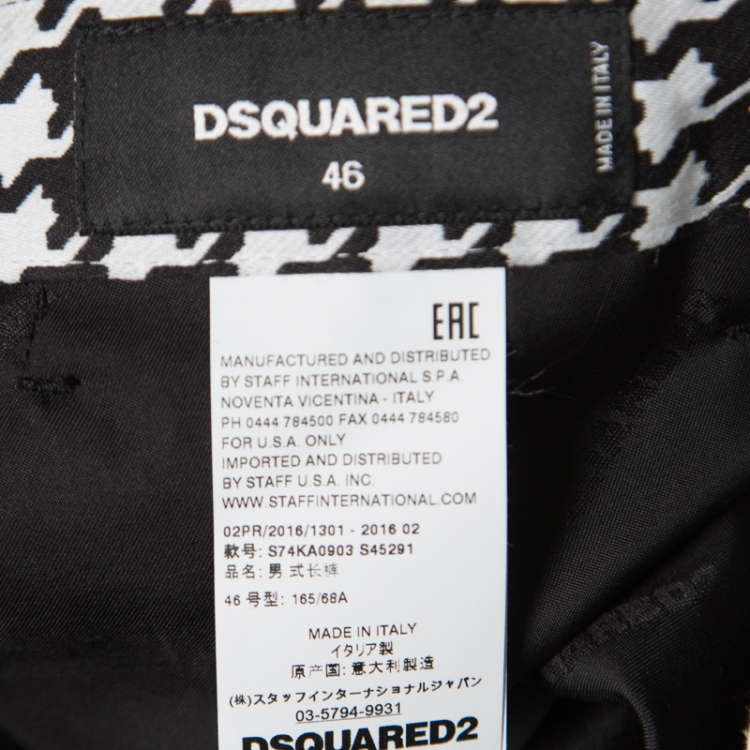 DSQUARED2
46
MADE IN ITALY
EAC
MANUFACTURED AND DISTRIBUTED
BY STAFF INTERNATIONAL S.P.A.
NOVENTA VICENTINA - ITALY
PH 0444 784500 FAX 0444 784580
FOR U.S.A. ONLY
IMPORTED AND DISTRIBUTED
BY STAFF U.S.A. INC.
WWW.STAFFINTERNATIONAL.COM
02PR/2016/1301 - 2016 02
款号: S74KA0903 S45291
品名: 男式长裤
46 号型: 165/68A
MADE IN ITALY
イタリア製
原产国: 意大利製造
(株)スタッフインターナショナルジャパン
03-5794-9931
DSQUARED2